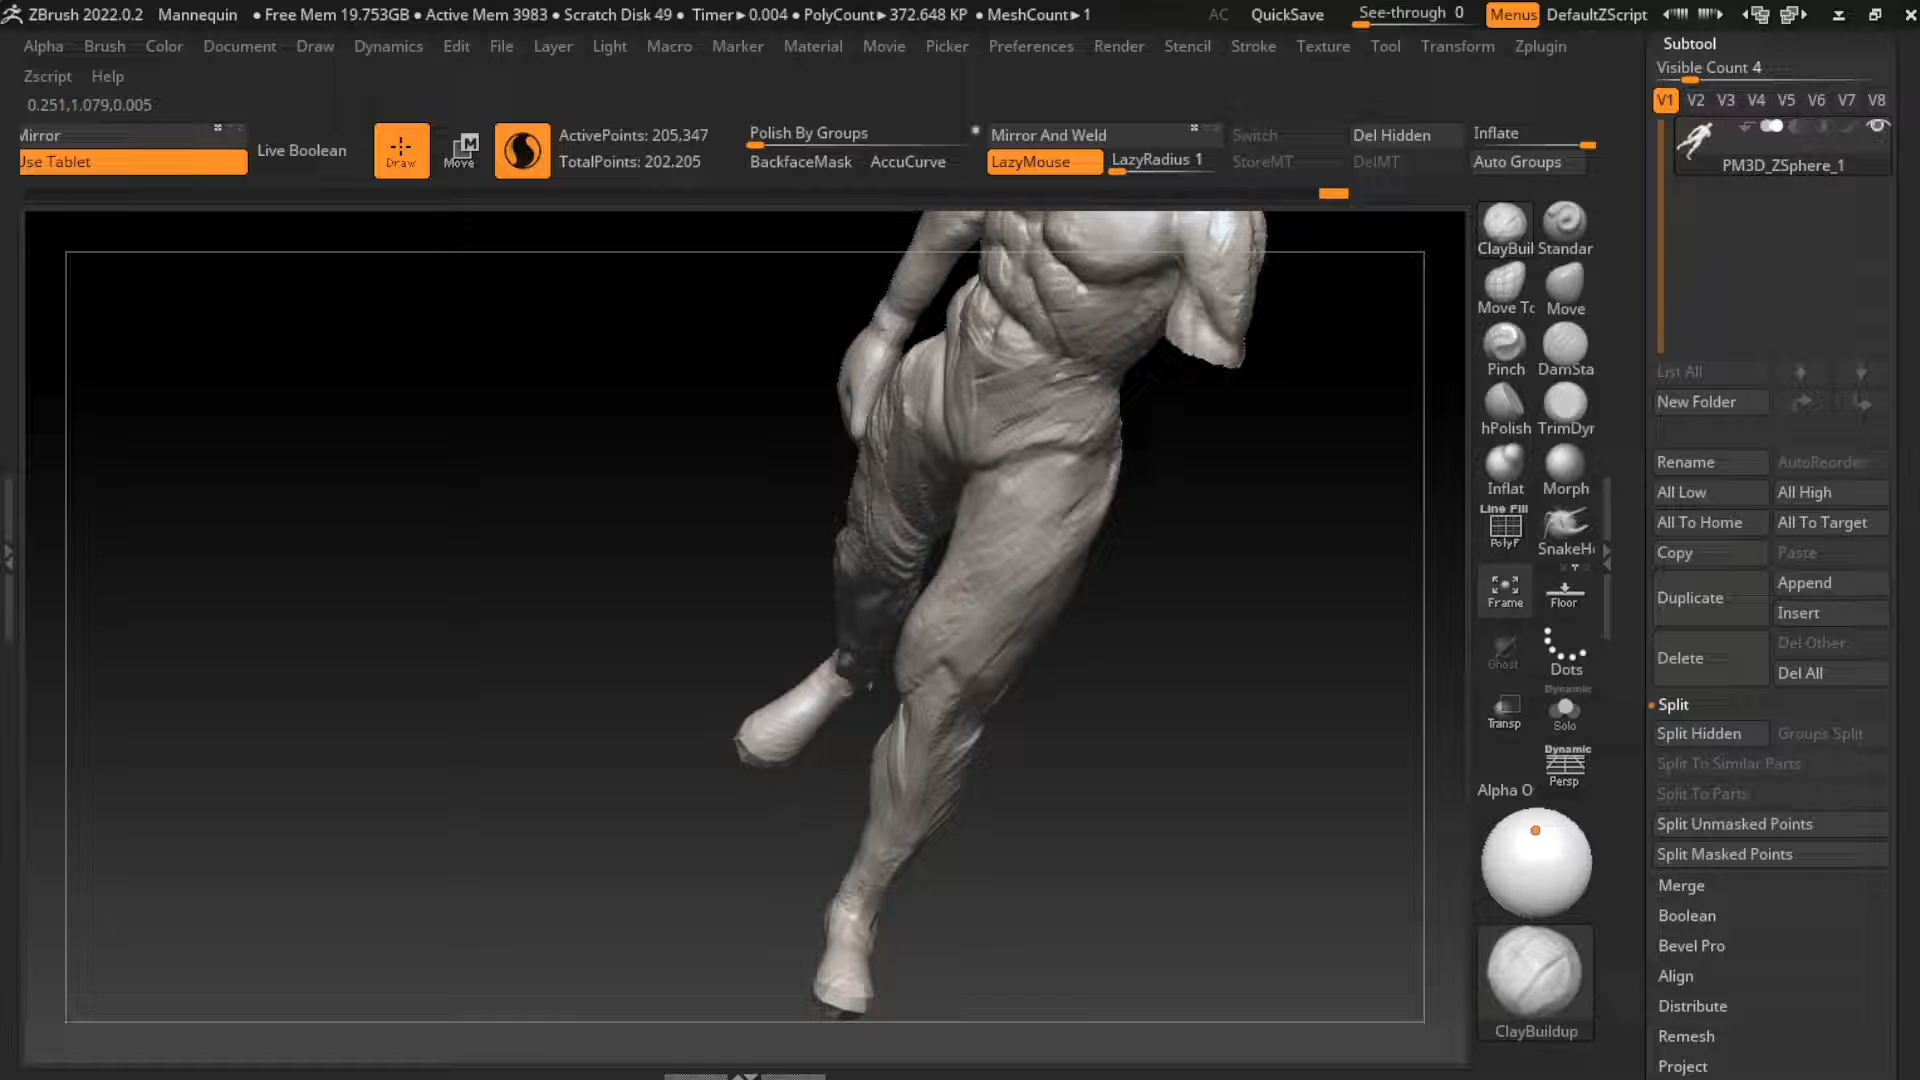 ZBrush 2022.0.2 Mannequin • Free Mem 19.753GB • Active Mem 3983 • Scratch Disk 49 • Timer▸0.004 • PolyCount▸372.648 KP • MeshCount▸1 AC QuickSave See-through 0 Menus DefaultZScript
Alpha Brush Color Document Draw Dynamics Edit File Layer Light Macro Marker Material Movie Picker Preferences Render Stencil Stroke Texture Tool Transform Zplugin
Zscript Help
0.251,1.079,0.005
Mirror
Use Tablet
Live Boolean
Draw
Move
ActivePoints: 205,347
TotalPoints: 202,205
Polish By Groups
BackfaceMask AccuCurve
Mirror And Weld
LazyMouse LazyRadius 1
Switch Del Hidden
StoreMT DelMT
Inflate
Auto Groups
ClayBuil Standar
Move To Move
Pinch DamSta
hPolish TrimDyr
Inflat Morph
Line Fill
PolyF SnakeH
Frame Floor
Ghost Dots
Dynamic
Transp Solo
Dynamic
Persp
Alpha O
ClayBuildup
Subtool
Visible Count 4
V1 V2 V3 V4 V5 V6 V7 V8
PM3D_ZSphere_1
List All
New Folder
Rename AutoReorder
All Low All High
All To Home All To Target
Copy Paste
Duplicate Append
Insert
Delete Del Other
Del All
Split
Split Hidden Groups Split
Split To Similar Parts
Split To Parts
Split Unmasked Points
Split Masked Points
Merge
Boolean
Bevel Pro
Align
Distribute
Remesh
Project